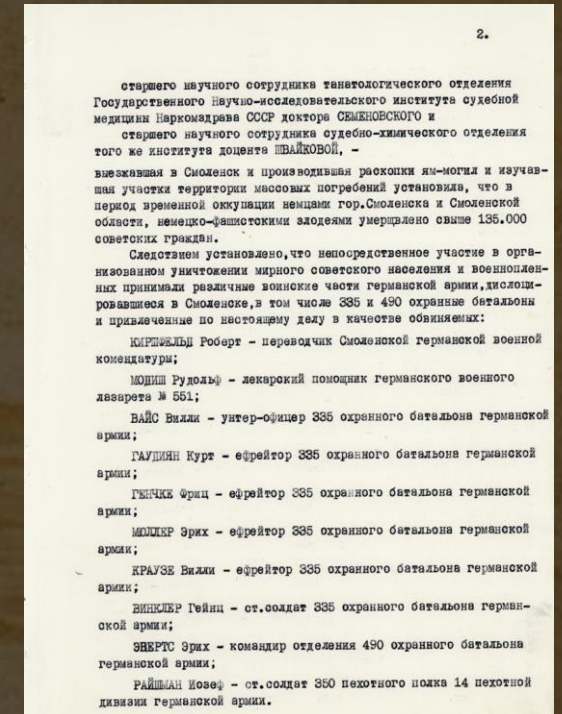 2.
старшего научного сотрудника танатологического отделения
Государственного Научно-исследовательского института судебной
медицины Наркомздрава СССР доктора СЕМЕНОВСКОГО и
старшего научного сотрудника судебно-химического отделения
того же института доцента ШВАЙКОВОЙ, -
выезжавшая в Смоленск и производившая раскопки ям-могил и изучав-
шая участки территории массовых погребений установила, что в
период временной оккупации немцами гор.Смоленска и Смоленской
области, немецко-фашистскими злодеями умерщвлено свыше 135.000
советских граждан.
Следствием установлено,что непосредственное участие в орга-
низованном уничтожении мирного советского населения и военноплен-
ных принимали различные воинские части германской армии,дислоци-
ровавшиеся в Смоленске,в том числе 335 и 490 охранные батальоны
и привлеченные по настоящему делу в качестве обвиняемых:
КИРШФЕЛЬД Роберт - переводчик Смоленской германской военной
комендатуры;
МОДИШ Рудольф - лекарский помощник германского военного
лазарета № 551;
ВАЙС Вилли - унтер-офицер 335 охранного батальона германской
армии;
ГАУДИЯН Курт - ефрейтор 335 охранного батальона германской
армии;
ГЕНЧКЕ Фриц - ефрейтор 335 охранного батальона германской
армии;
МЮЛЛЕР Эрих - ефрейтор 335 охранного батальона германской
армии;
КРАУЗЕ Вилли - ефрейтор 335 охранного батальона германской
армии;
ВИНКЛЕР Гейнц - ст.солдат 335 охранного батальона герман-
ской армии;
ЭВЕРТС Эрих - командир отделения 490 охранного батальона
германской армии;
РАЙШМАН Иозеф - ст.солдат 350 пехотного полка 14 пехотной
дивизии германской армии.